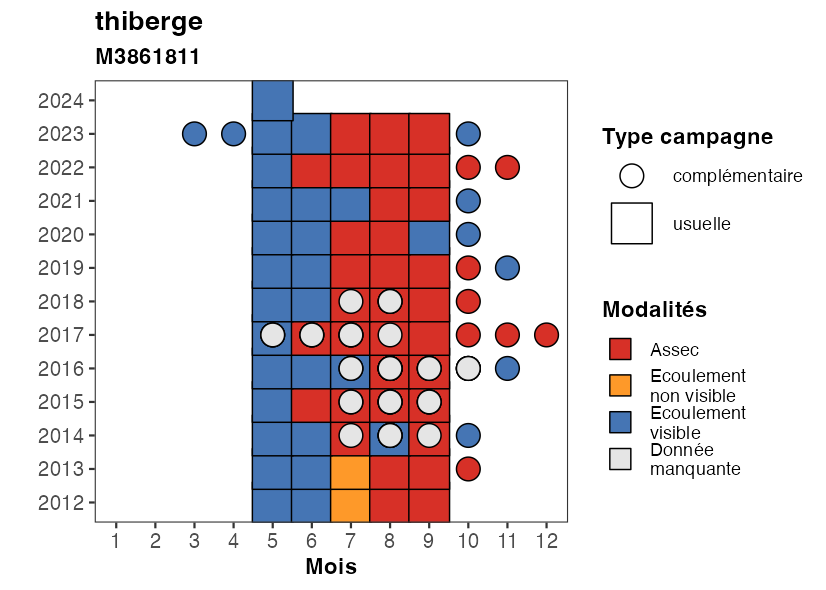 thiberge
M3861811
2024
2023
2022
2021
2020
2019
2018
2017
2016
2015
2014
2013
2012
1 2 3 4 5 6 7 8 9 10 11 12
Mois
Type campagne
complémentaire
usuelle
Modalités
Assec
Ecoulement
non visible
Ecoulement
visible
Donnée
manquante